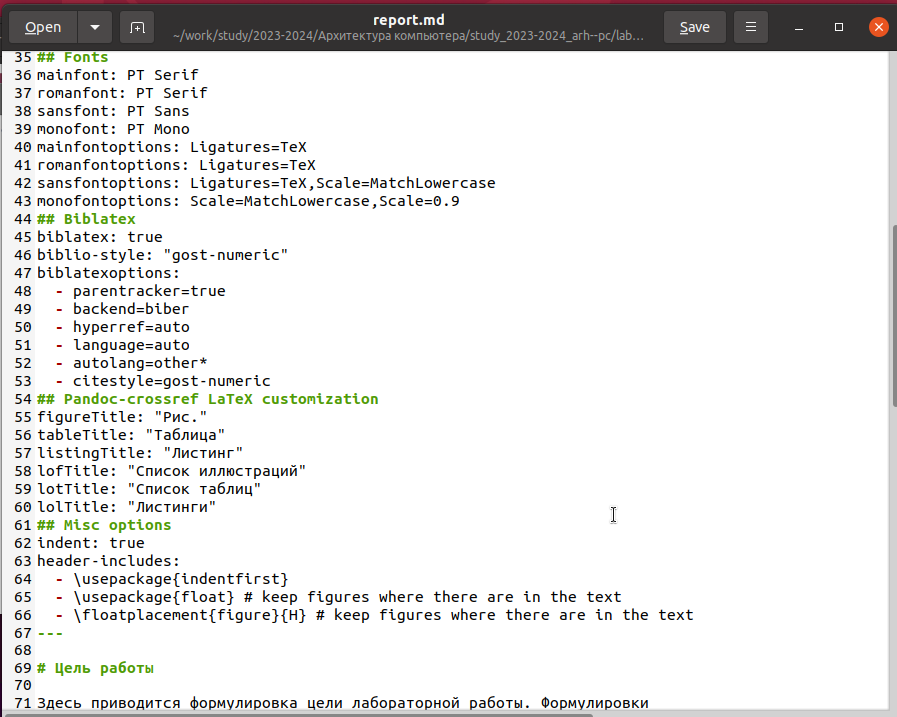 Open
report.md
~/work/study/2023-2024/Архитектура компьютера/study_2023-2024_arh--pc/lab...
Save
35 ## Fonts
36 mainfont: PT Serif
37 romanfont: PT Serif
38 sansfont: PT Sans
39 monofont: PT Mono
40 mainfontoptions: Ligatures=TeX
41 romanfontoptions: Ligatures=TeX
42 sansfontoptions: Ligatures=TeX,Scale=MatchLowercase
43 monofontoptions: Scale=MatchLowercase,Scale=0.9
44 ## Biblatex
45 biblatex: true
46 biblio-style: "gost-numeric"
47 biblatexoptions:
48   - parentracker=true
49   - backend=biber
50   - hyperref=auto
51   - language=auto
52   - autolang=other*
53   - citestyle=gost-numeric
54 ## Pandoc-crossref LaTeX customization
55 figureTitle: "Рис."
56 tableTitle: "Таблица"
57 listingTitle: "Листинг"
58 lofTitle: "Список иллюстраций"
59 lotTitle: "Список таблиц"
60 lolTitle: "Листинги"
61 ## Misc options
62 indent: true
63 header-includes:
64   - \usepackage{indentfirst}
65   - \usepackage{float} # keep figures where there are in the text
66   - \floatplacement{figure}{H} # keep figures where there are in the text
67 ---
68
69 # Цель работы
70
71 Здесь приводится формулировка цели лабораторной работы. Формулировки